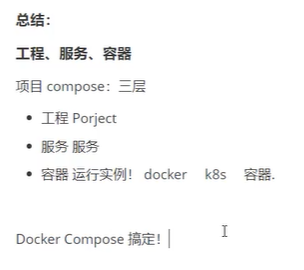 总结：
工程、服务、容器
项目 compose：三层
• 工程 Porject
• 服务 服务
• 容器 运行实例！ docker k8s 容器.
Docker Compose 搞定！